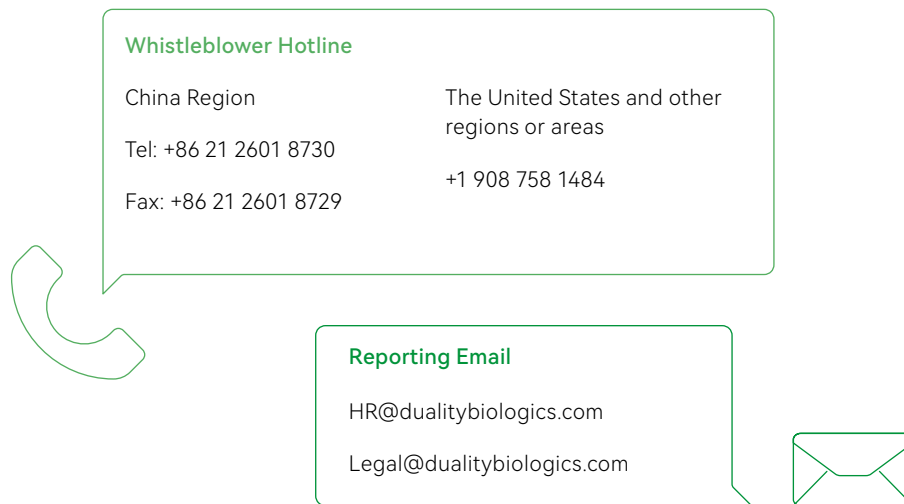 Whistleblower Hotline
China Region
Tel: +86 21 2601 8730
Fax: +86 21 2601 8729
The United States and other
regions or areas
+1 908 758 1484
Reporting Email
HR@dualitybiologics.com
Legal@dualitybiologics.com